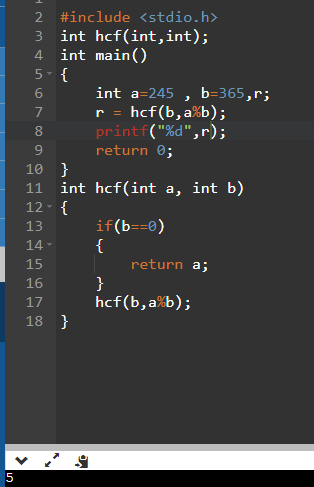 2 #include <stdio.h>
3 int hcf(int,int);
4 int main()
5 {
6 int a=245 , b=365,r;
7 r = hcf(b,a%b);
8 printf("%d",r);
9 return 0;
10 }
11 int hcf(int a, int b)
12 {
13 if(b==0)
14 {
15 return a;
16 }
17 hcf(b,a%b);
18 }
5